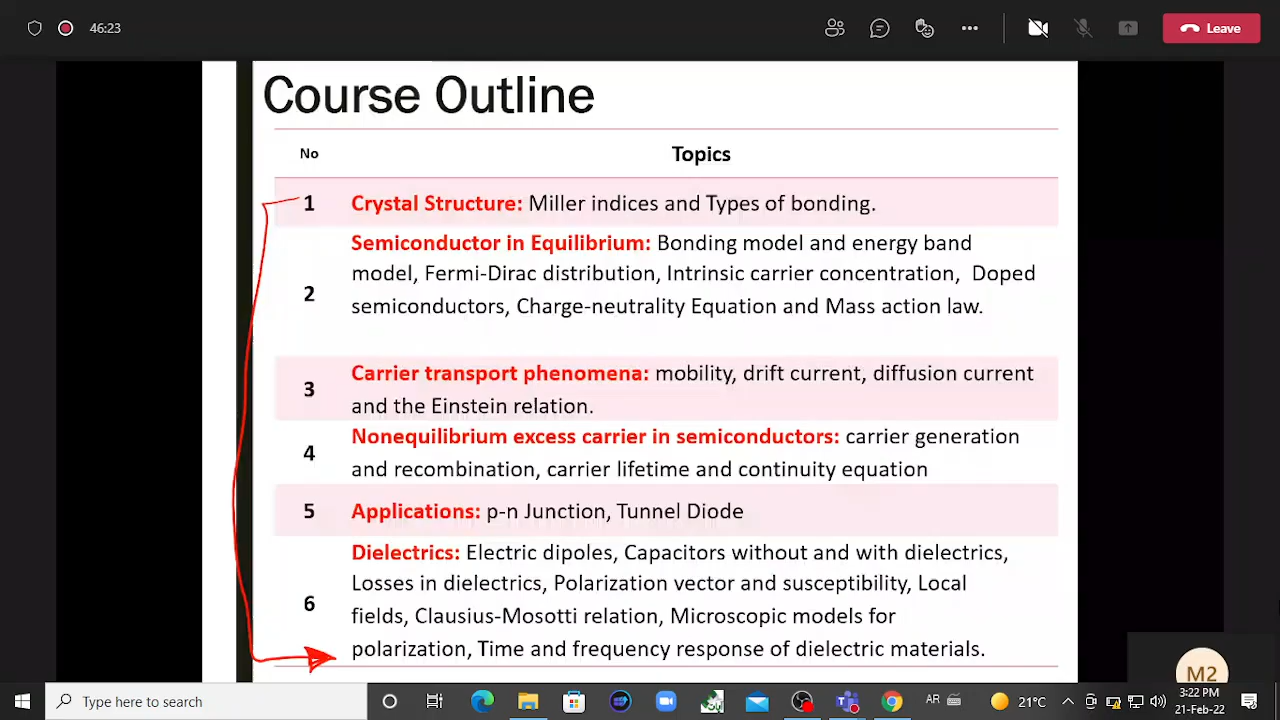 46:23
Leave
Course Outline
No
Topics
1
Crystal Structure: Miller indices and Types of bonding.
2
Semiconductor in Equilibrium: Bonding model and energy band
model, Fermi-Dirac distribution, Intrinsic carrier concentration, Doped
semiconductors, Charge-neutrality Equation and Mass action law.
3
Carrier transport phenomena: mobility, drift current, diffusion current
and the Einstein relation.
4
Nonequilibrium excess carrier in semiconductors: carrier generation
and recombination, carrier lifetime and continuity equation
5
Applications: p-n Junction, Tunnel Diode
6
Dielectrics: Electric dipoles, Capacitors without and with dielectrics,
Losses in dielectrics, Polarization vector and susceptibility, Local
fields, Clausius-Mosotti relation, Microscopic models for
polarization, Time and frequency response of dielectric materials.
M2
Type here to search
AR
21°C
3:22 PM
21-Feb-22